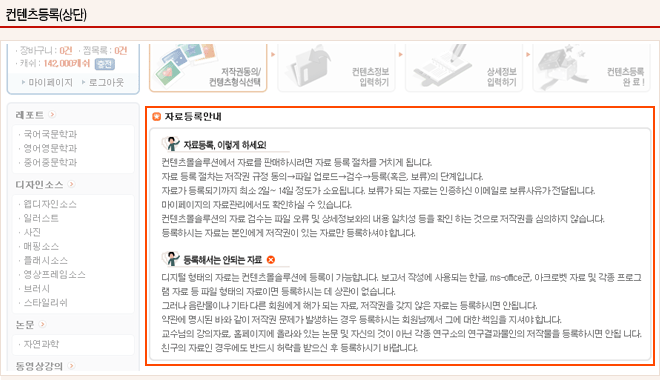 컨텐츠등록(상단)
· 장바구니 : 0건 · 찜목록 : 0건
· 캐쉬 : 142,000캐쉬 충전
▸ 마이페이지 ▸ 로그아웃
저작권동의/
컨텐츠형식선택
컨텐츠정보
입력하기
상세정보
입력하기
컨텐츠등록
완 료 !
레포트
· 국어국문학과
· 영어영문학과
· 중어중문학과
디자인소스
· 웹디자인소스
· 일러스트
· 사진
· 매핑소스
· 플래시소스
· 영상프레임소스
· 브러시
· 스타일리쉬
논문
· 자연과학
동영상강의
자료등록안내
자료등록, 이렇게 하세요!
컨텐츠몰솔루션에서 자료를 판매하시려면 자료 등록 절차를 거치게 됩니다.
자료 등록 절차는 저작권 규정 동의→파일 업로드→검수→등록(혹은, 보류)의 단계입니다.
자료가 등록되기까지 최소 2일~ 14일 정도가 소요됩니다. 보류가 되는 자료는 인증하신 이메일로 보류사유가 전달됩니다.
마이페이지의 자료관리에서도 확인하실 수 있습니다.
컨텐츠몰솔루션의 자료 검수는 파일 오류 및 상세정보와의 내용 일치성 등을 확인 하는 것으로 저작권을 심의하지 않습니다.
등록하시는 자료는 본인에게 저작권이 있는 자료만 등록하셔야 합니다.
등록해서는 안되는 자료
디지털 형태의 자료는 컨텐츠몰솔루션에 등록이 가능합니다. 보고서 작성에 사용되는 한글, ms-office군, 아크로벳 자료 및 각종 프로그
램 자료 등 파일 형태의 자료이면 등록하시는 데 상관이 없습니다.
그러나 음란물이나 기타 다른 회원에게 해가 되는 자료, 저작권을 갖지 않은 자료는 등록하시면 안됩니다.
약관에 명시된 바와 같이 저작권 문제가 발생하는 경우 등록하시는 회원님께서 그에 대한 책임을 지셔야 합니다.
교수님의 강의자료, 홈페이지에 올라와 있는 논문 및 자신의 것이 아닌 각종 연구소의 연구결과물인의 저작물을 등록하시면 안됩 니다.
친구의 자료인 경우에도 반드시 허락을 받으신 후 등록하시기 바랍니다.